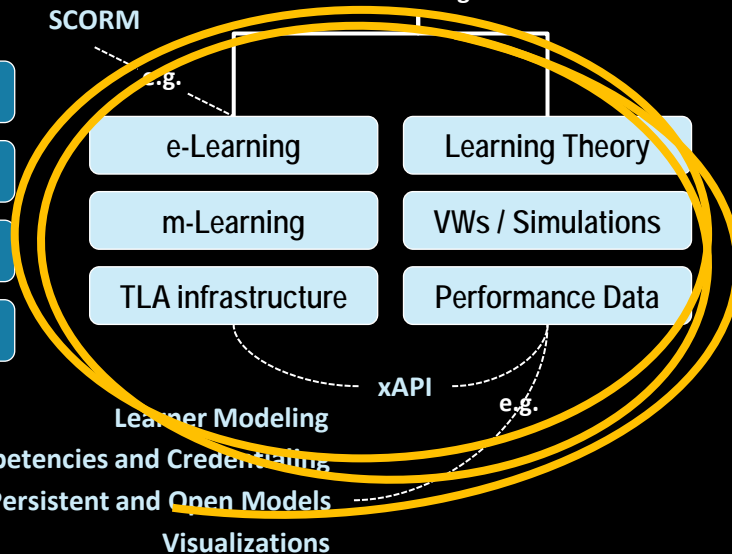 SCORM
e.g.
e-Learning
Learning Theory
m-Learning
VWs / Simulations
TLA infrastructure
Performance Data
xAPI
e.g.
Learner Modeling
petencies and Credentialing
Persistent and Open Models
Visualizations